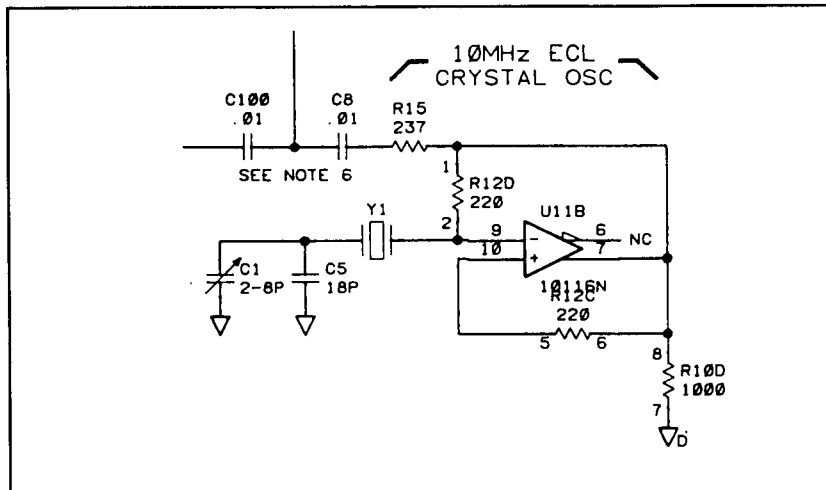 10MHz ECL
CRYSTAL OSC
C100
.01
C8
.01
R15
237
SEE NOTE 6
1
R12D
220
2
Y1
U11B
9
10
-
+
6
7
NC
10116N
C1
2-8P
C5
18P
R12C
220
5
6
8
R10D
1000
7
D